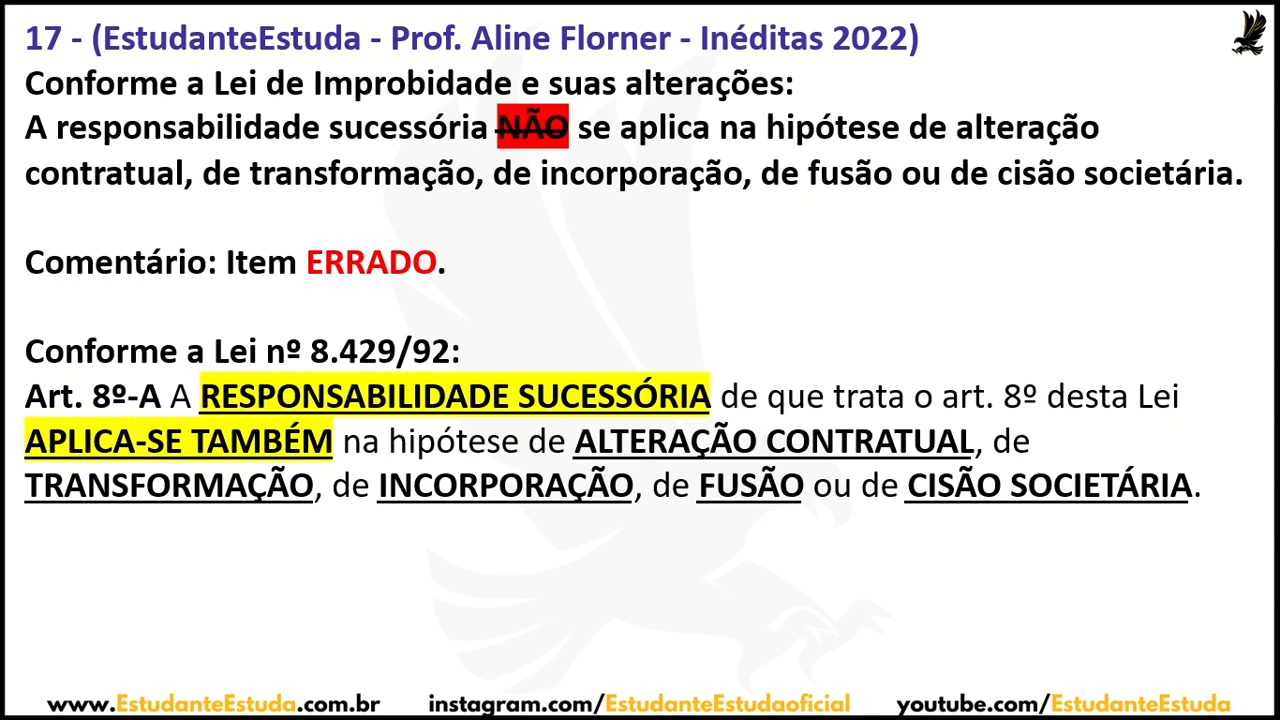 17 - (EstudanteEstuda - Prof. Aline Florner - Inéditas 2022)
Conforme a Lei de Improbidade e suas alterações:
A responsabilidade sucessória NÃO se aplica na hipótese de alteração
contratual, de transformação, de incorporação, de fusão ou de cisão societária.
Comentário: Item ERRADO.
Conforme a Lei nº 8.429/92:
Art. 8º-A A RESPONSABILIDADE SUCESSÓRIA de que trata o art. 8º desta Lei
APLICA-SE TAMBÉM na hipótese de ALTERAÇÃO CONTRATUAL, de
TRANSFORMAÇÃO, de INCORPORAÇÃO, de FUSÃO ou de CISÃO SOCIETÁRIA.
www.EstudanteEstuda.com.br instagram.com/EstudanteEstudaoficial youtube.com/EstudanteEstuda